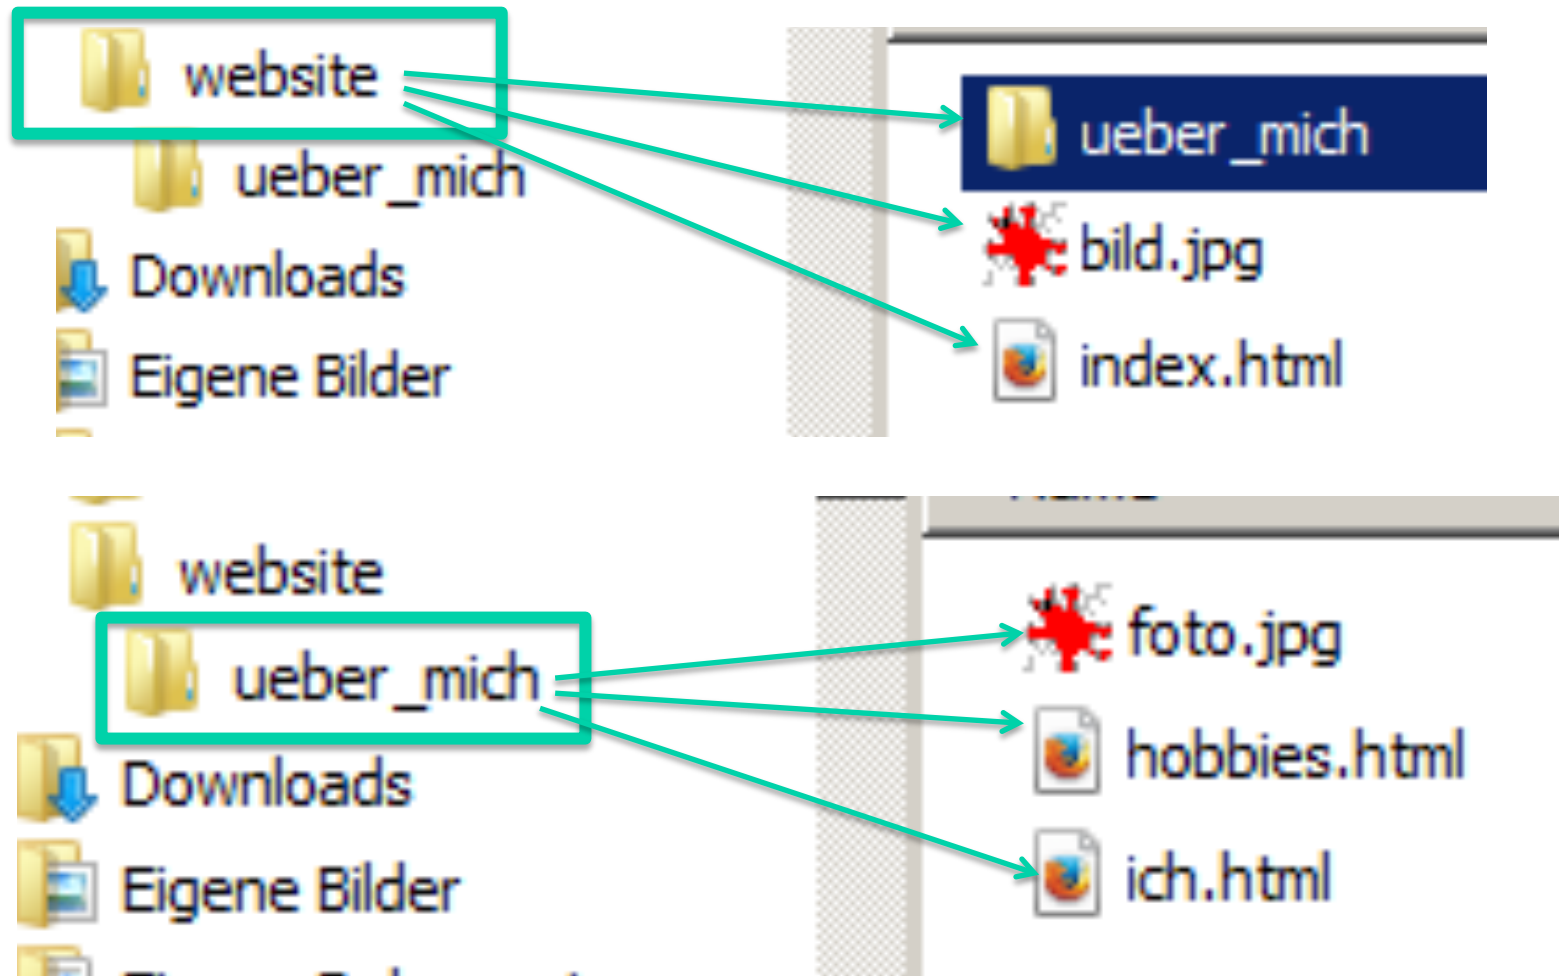 website
ueber_mich
Downloads
Eigene Bilder
ueber_mich
bild.jpg
index.html
website
ueber_mich
Downloads
Eigene Bilder
foto.jpg
hobbies.html
ich.html